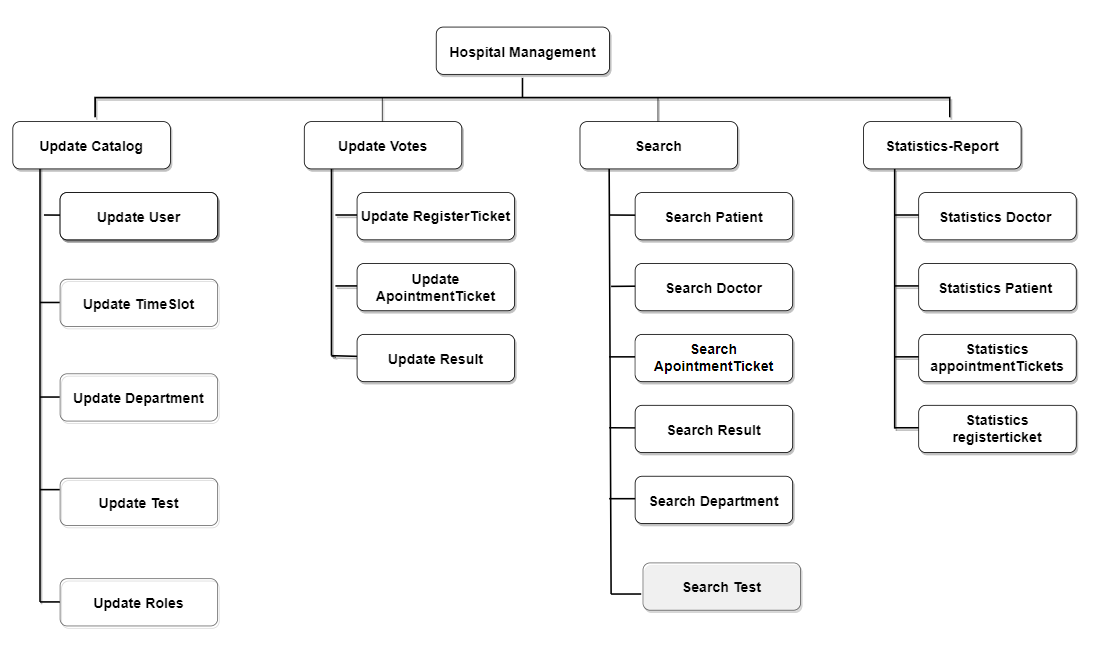 Hospital Management
Update Catalog
Update Votes
Search
Statistics-Report
Update User
Update TimeSlot
Update Department
Update Test
Update Roles
Update RegisterTicket
Update
ApointmentTicket
Update Result
Search Patient
Search Doctor
Search
ApointmentTicket
Search Result
Search Department
Search Test
Statistics Doctor
Statistics Patient
Statistics
appointmentTickets
Statistics
registerticket